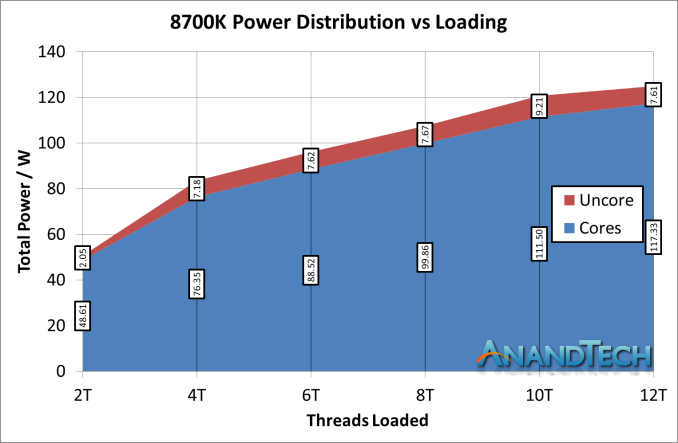 8700K Power Distribution vs Loading
140
120
100
80
60
40
20
0
Total Power / W
2.05
7.18
7.62
7.67
9.21
7.61
48.61
76.35
88.52
99.86
111.50
117.33
Uncore
Cores
ANANDTECH
2T
4T
6T
8T
10T
12T
Threads Loaded